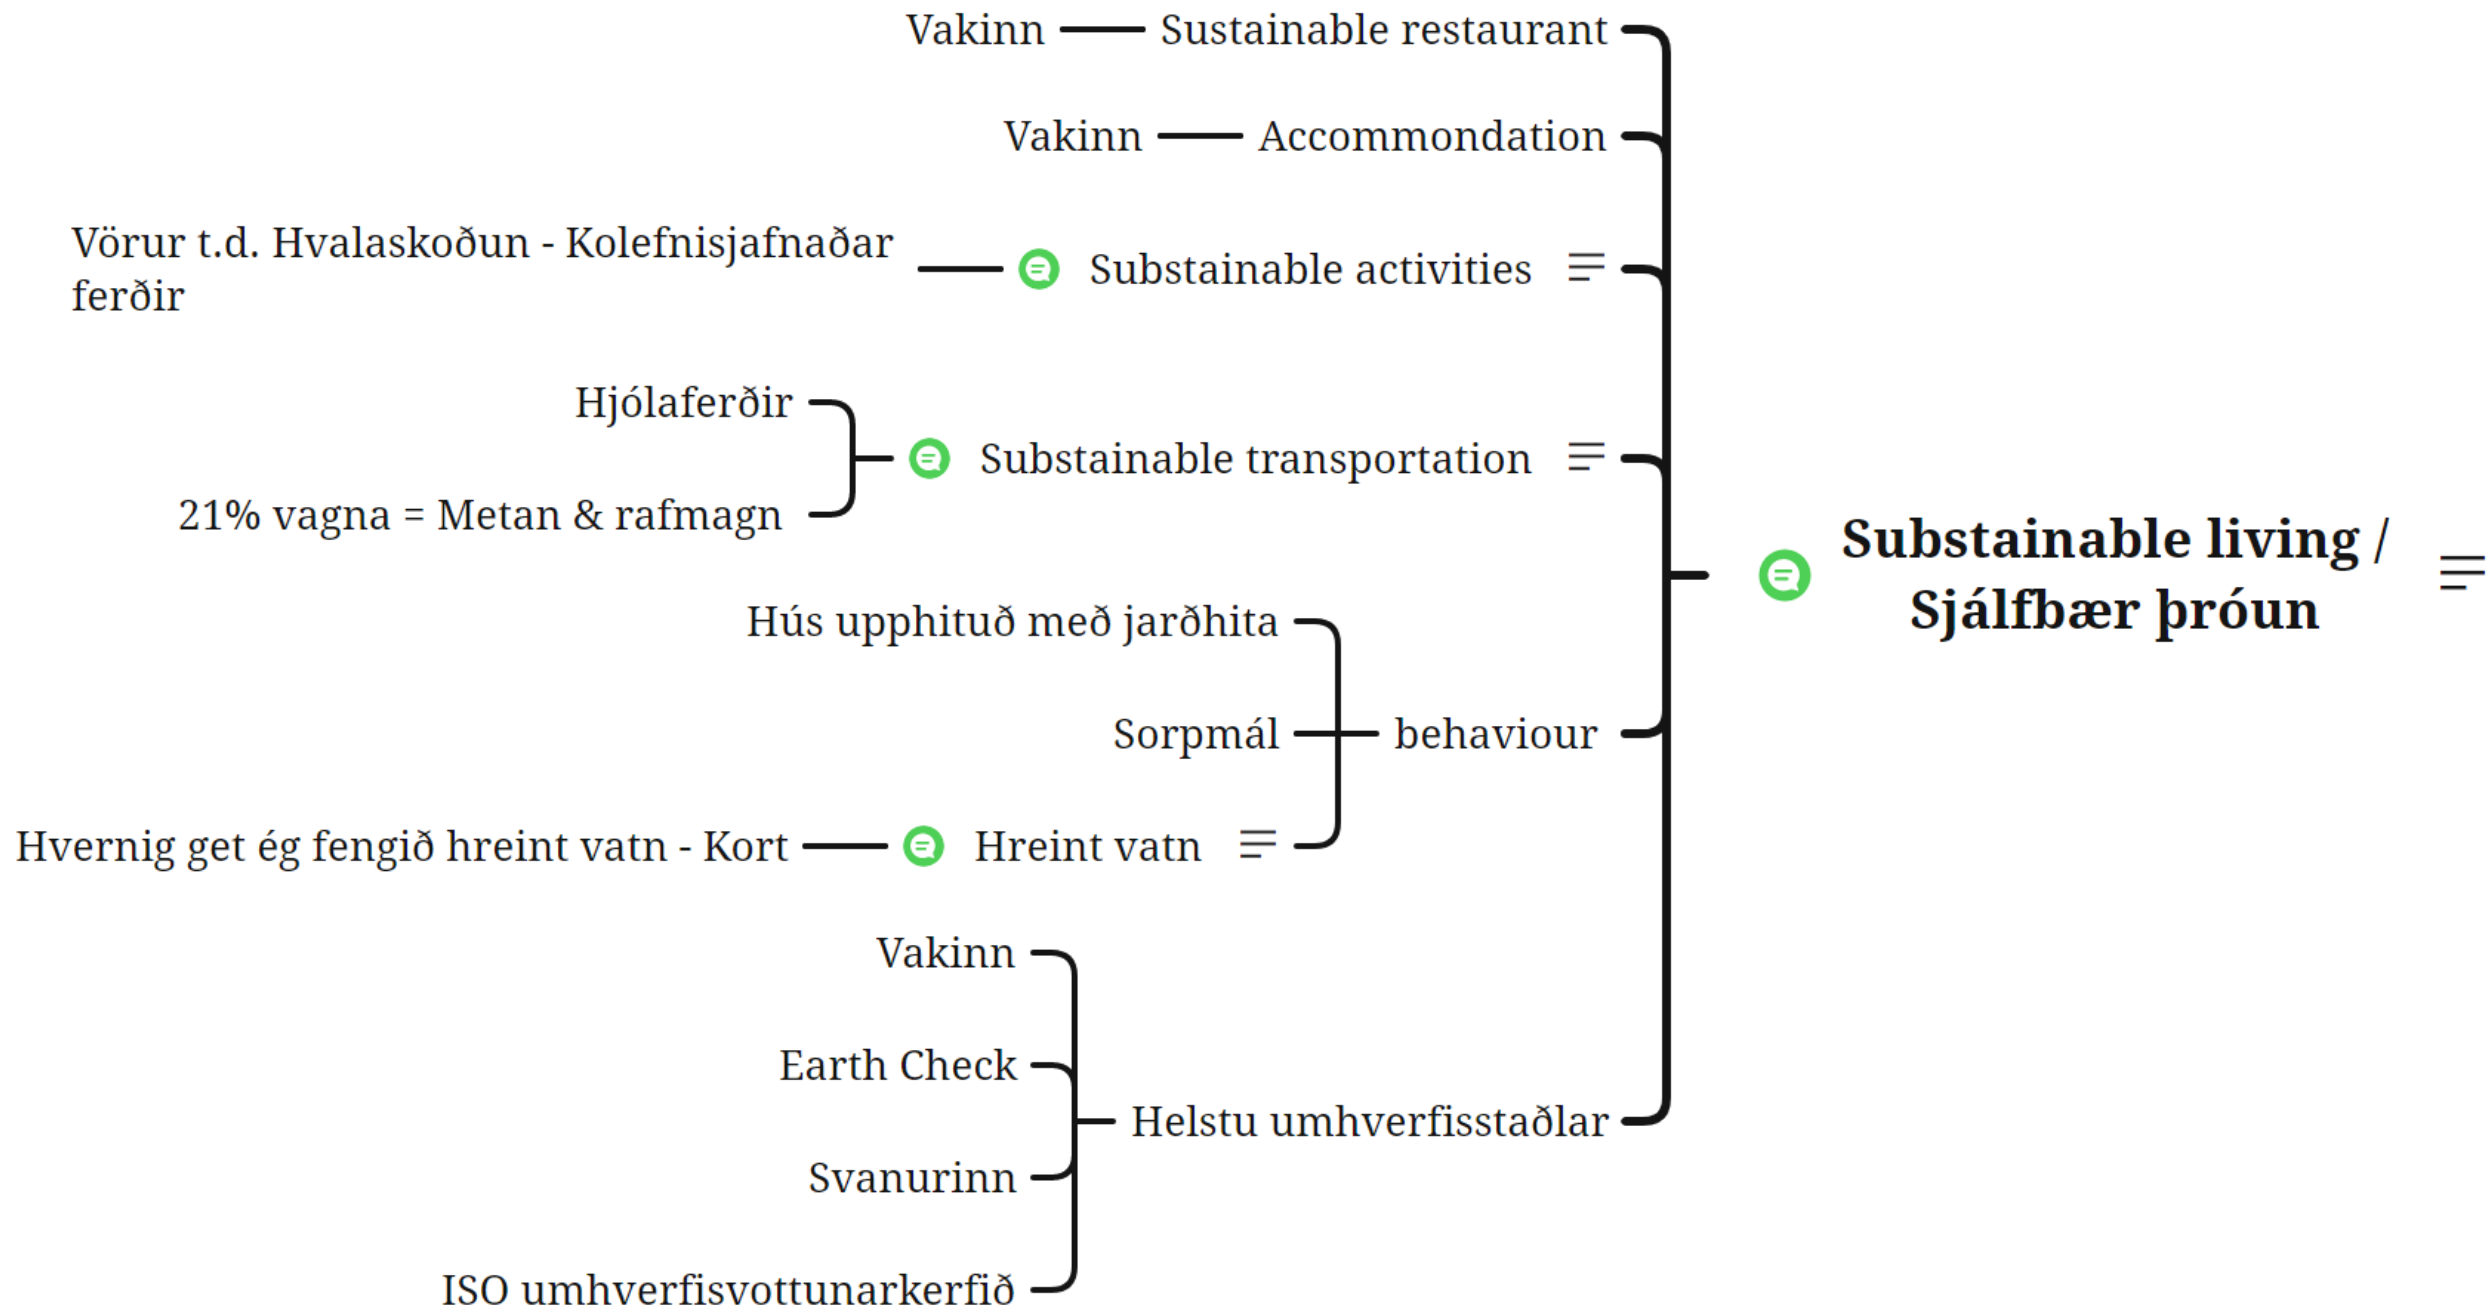 Vakinn
Sustainable restaurant
Vakinn
Accommondation
Vörur t.d. Hvalaskoðun - Kolefnisjafnaðar
ferðir
Substainable activities
Hjólaferðir
Substainable transportation
21% vagna = Metan & rafmagn
Substainable living /
Sjálfbær þróun
Hús upphituð með jarðhita
Sorpmál
behaviour
Hvernig get ég fengið hreint vatn - Kort
Hreint vatn
Vakinn
Earth Check
Helstu umhverfisstaðlar
Svanurinn
ISO umhverfisvottunarkerfið